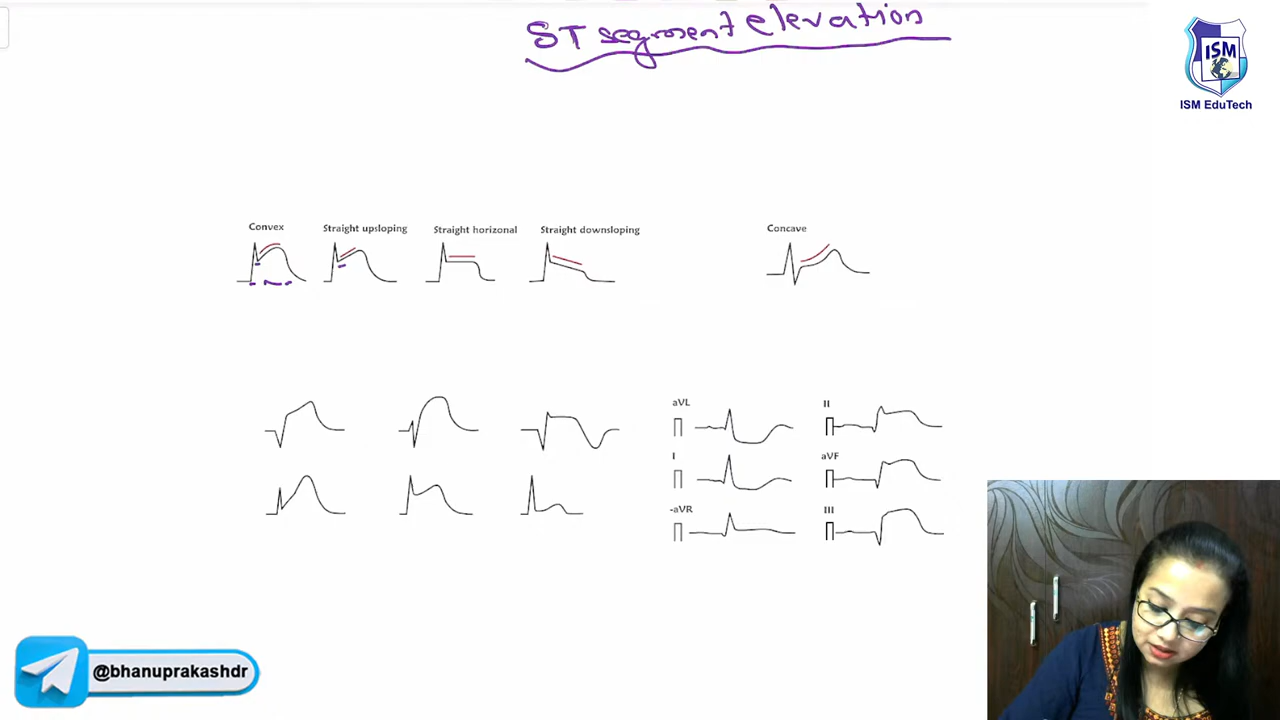 ST segment elevation
ISM
ISM EduTech
Convex
Straight upsloping
Straight horizonal
Straight downsloping
Concave
aVL
II
I
aVF
-aVR
III
@bhanuprakashdr